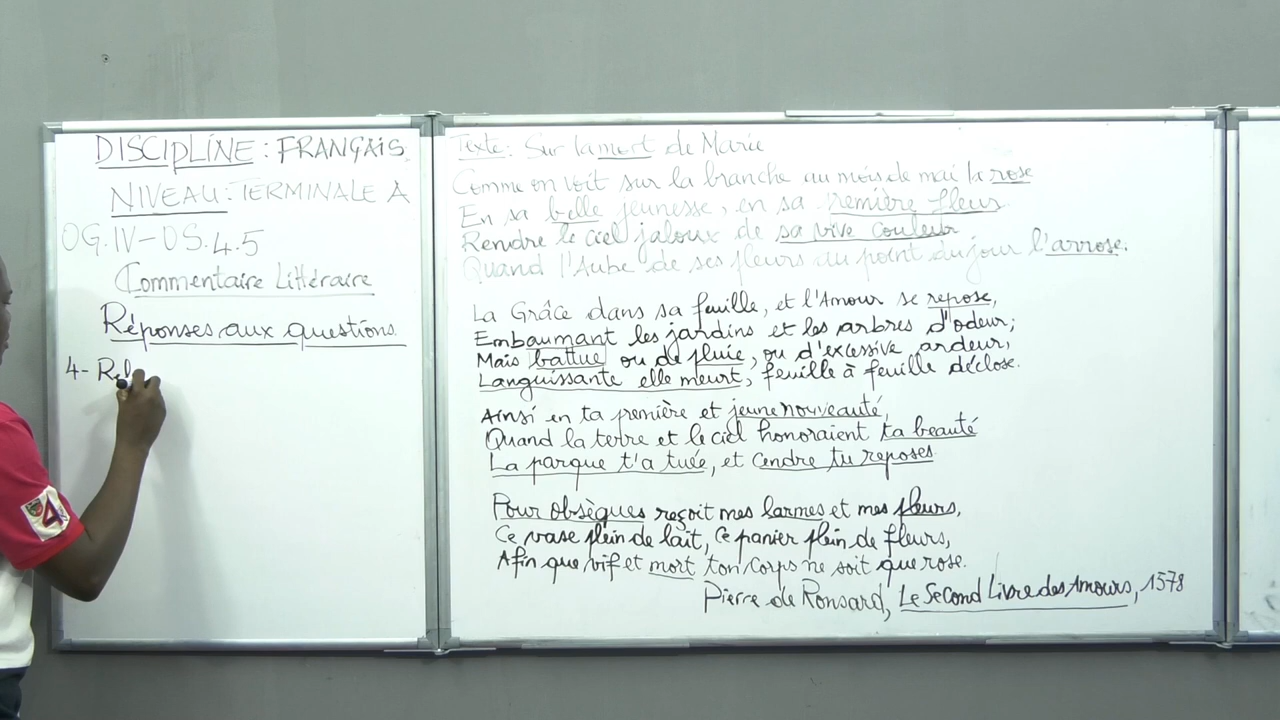 DISCIPLINE : FRANÇAIS
NIVEAU : TERMINALE A
OG.IV-OS.4.5
Commentaire Littéraire
Réponses aux questions
4- Rel
Texte : Sur la mort de Marie
Comme on voit sur la branche au mois de mai la rose
En sa belle jeunesse, en sa première fleur
Rendre le ciel jaloux de sa vive couleur
Quand l'Aube de ses fleurs au point du jour l'arrose.
La Grâce dans sa feuille, et l'Amour se repose,
Embaumant les jardins et les arbres d'odeur;
Mais battue ou de pluie, ou d'excessive ardeur,
Languissante elle meurt, feuille à feuille déclose.
Ainsi en ta première et jeune nouveauté,
Quand la terre et le ciel honoraient ta beauté
La parque t'a tuée, et cendre tu reposes
Pour obsèques reçoit mes larmes et mes pleurs,
Ce vase plein de lait, ce panier plein de fleurs,
Afin que vif et mort ton corps ne soit que rose.
Pierre de Ronsard, Le Second Livre des Amours, 1578
4